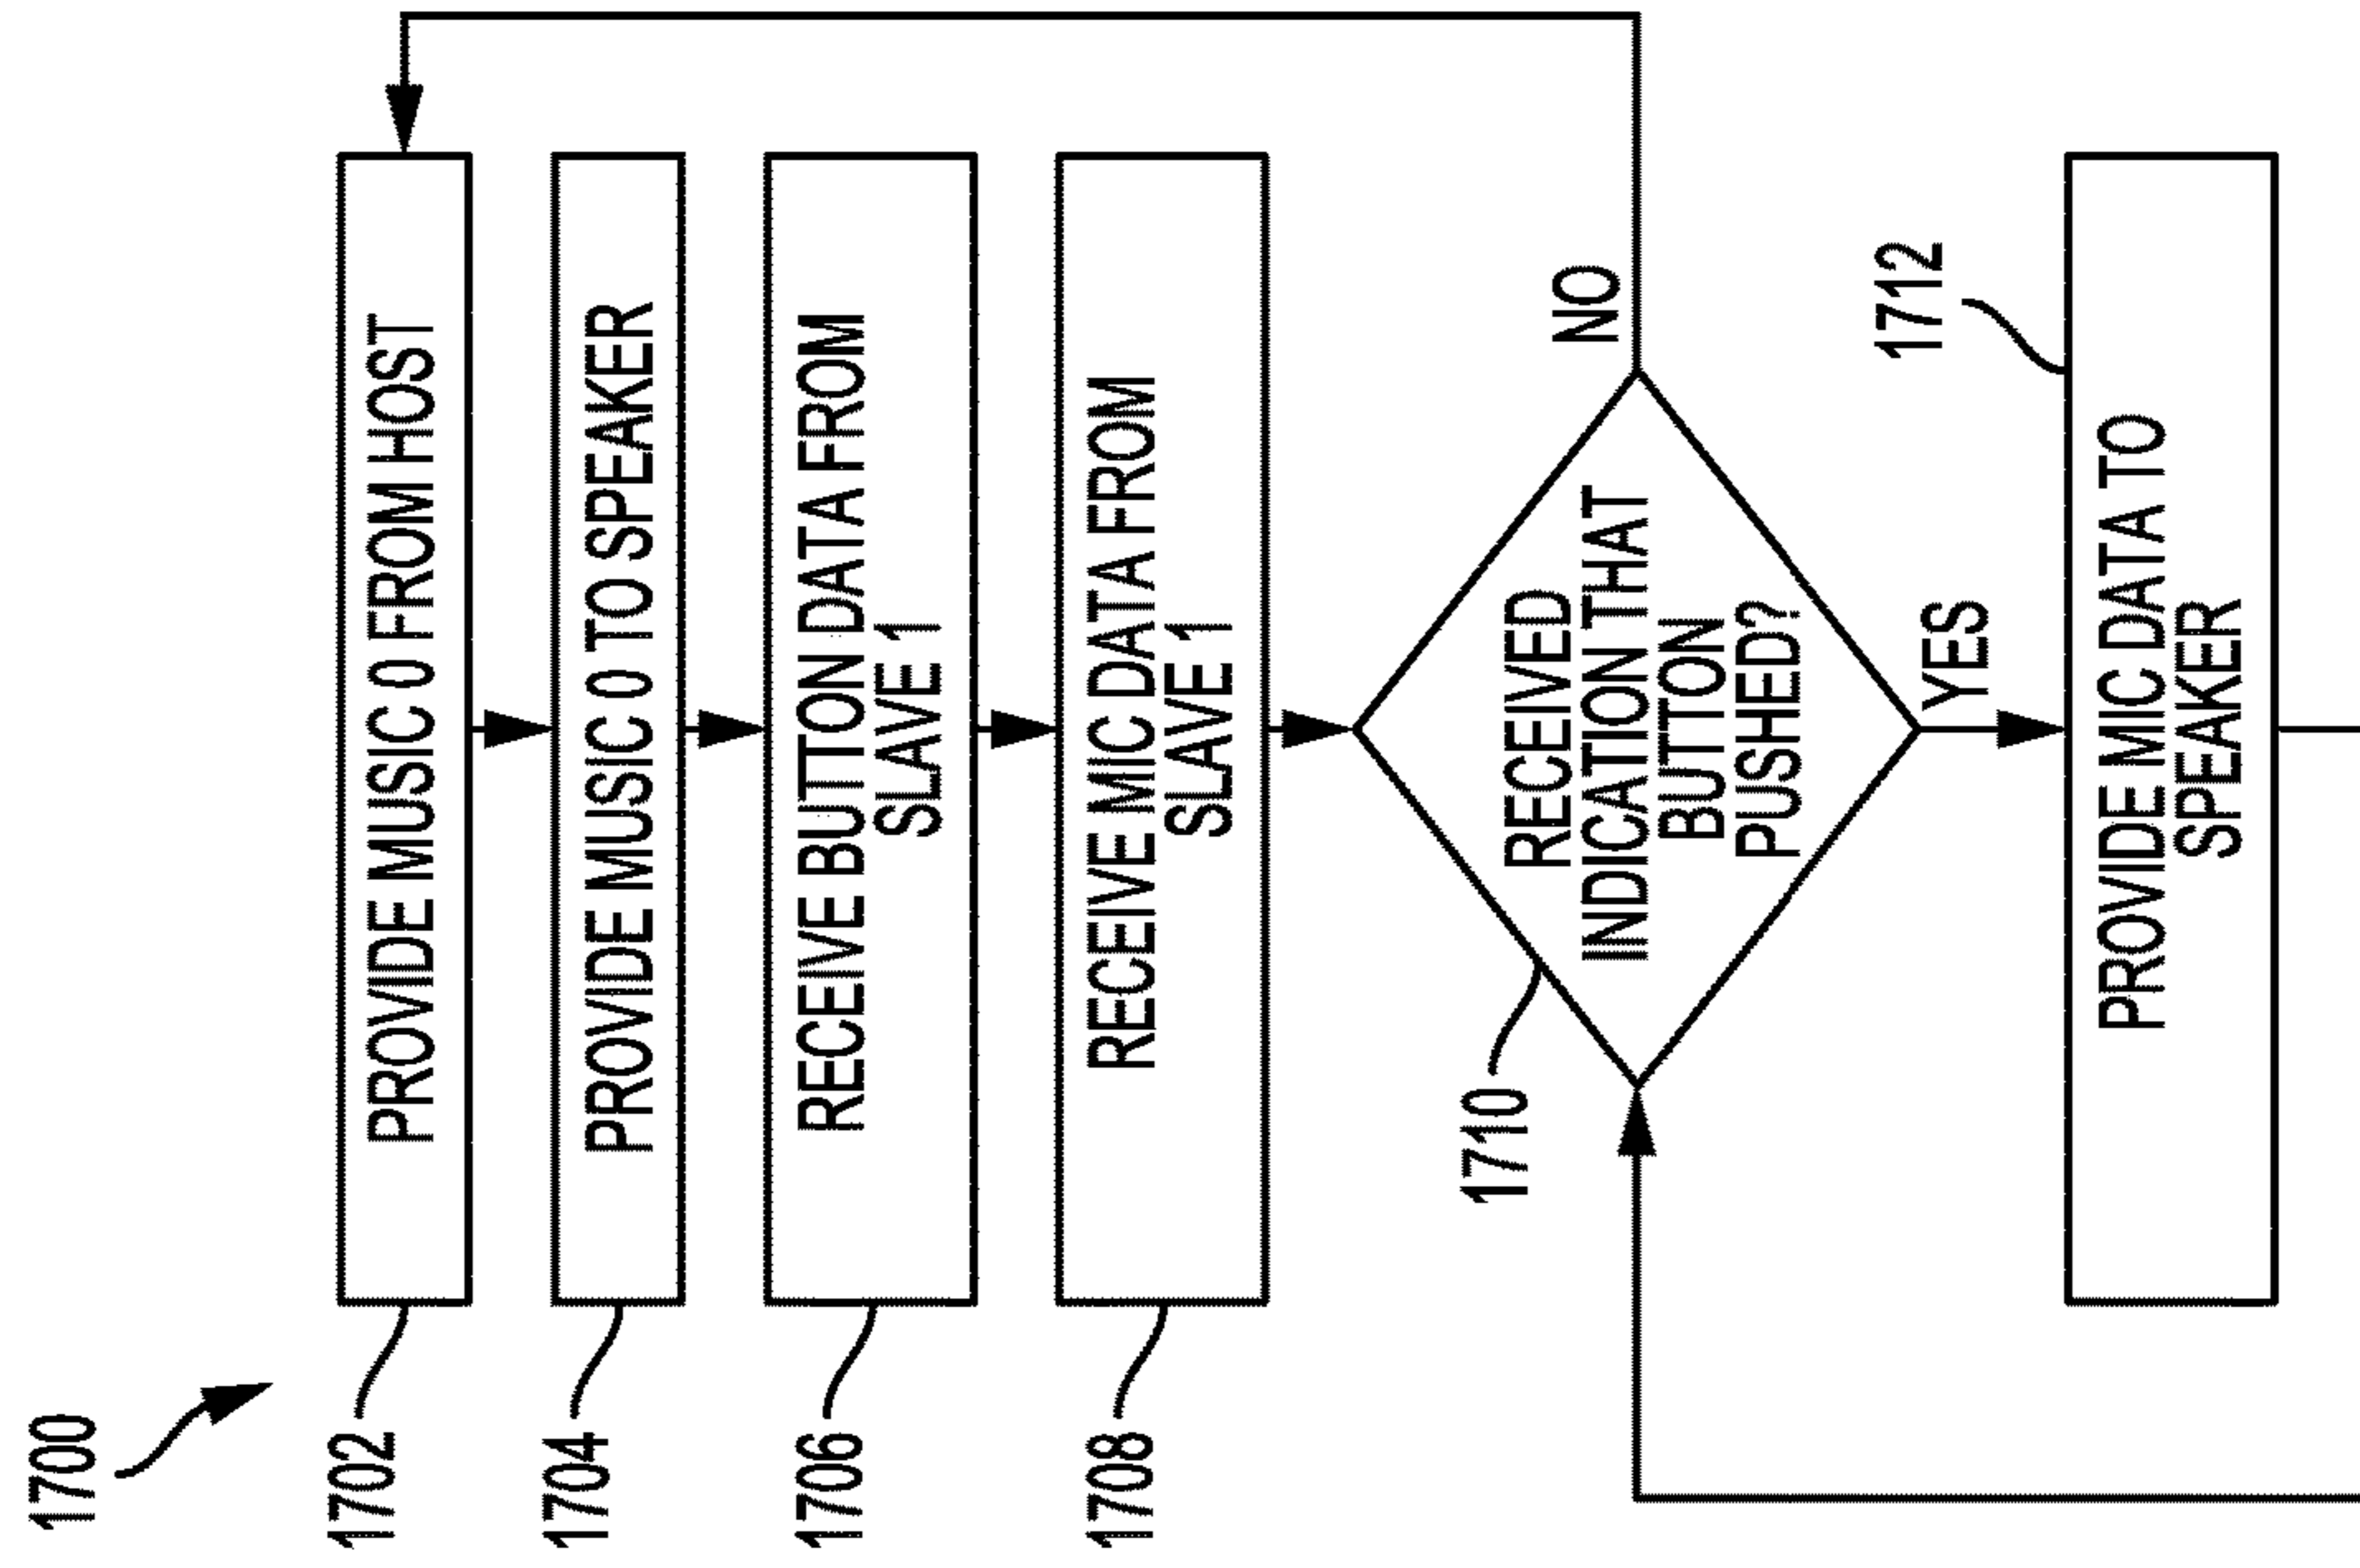 1700
1702
PROVIDE MUSIC 0 FROM HOST
1704
PROVIDE MUSIC 0 TO SPEAKER
1706
RECEIVE BUTTON DATA FROM
SLAVE 1
1708
RECEIVE MIC DATA FROM
SLAVE 1
1710
RECEIVED
INDICATION THAT
BUTTON
PUSHED?
NO
YES
1712
PROVIDE MIC DATA TO
SPEAKER